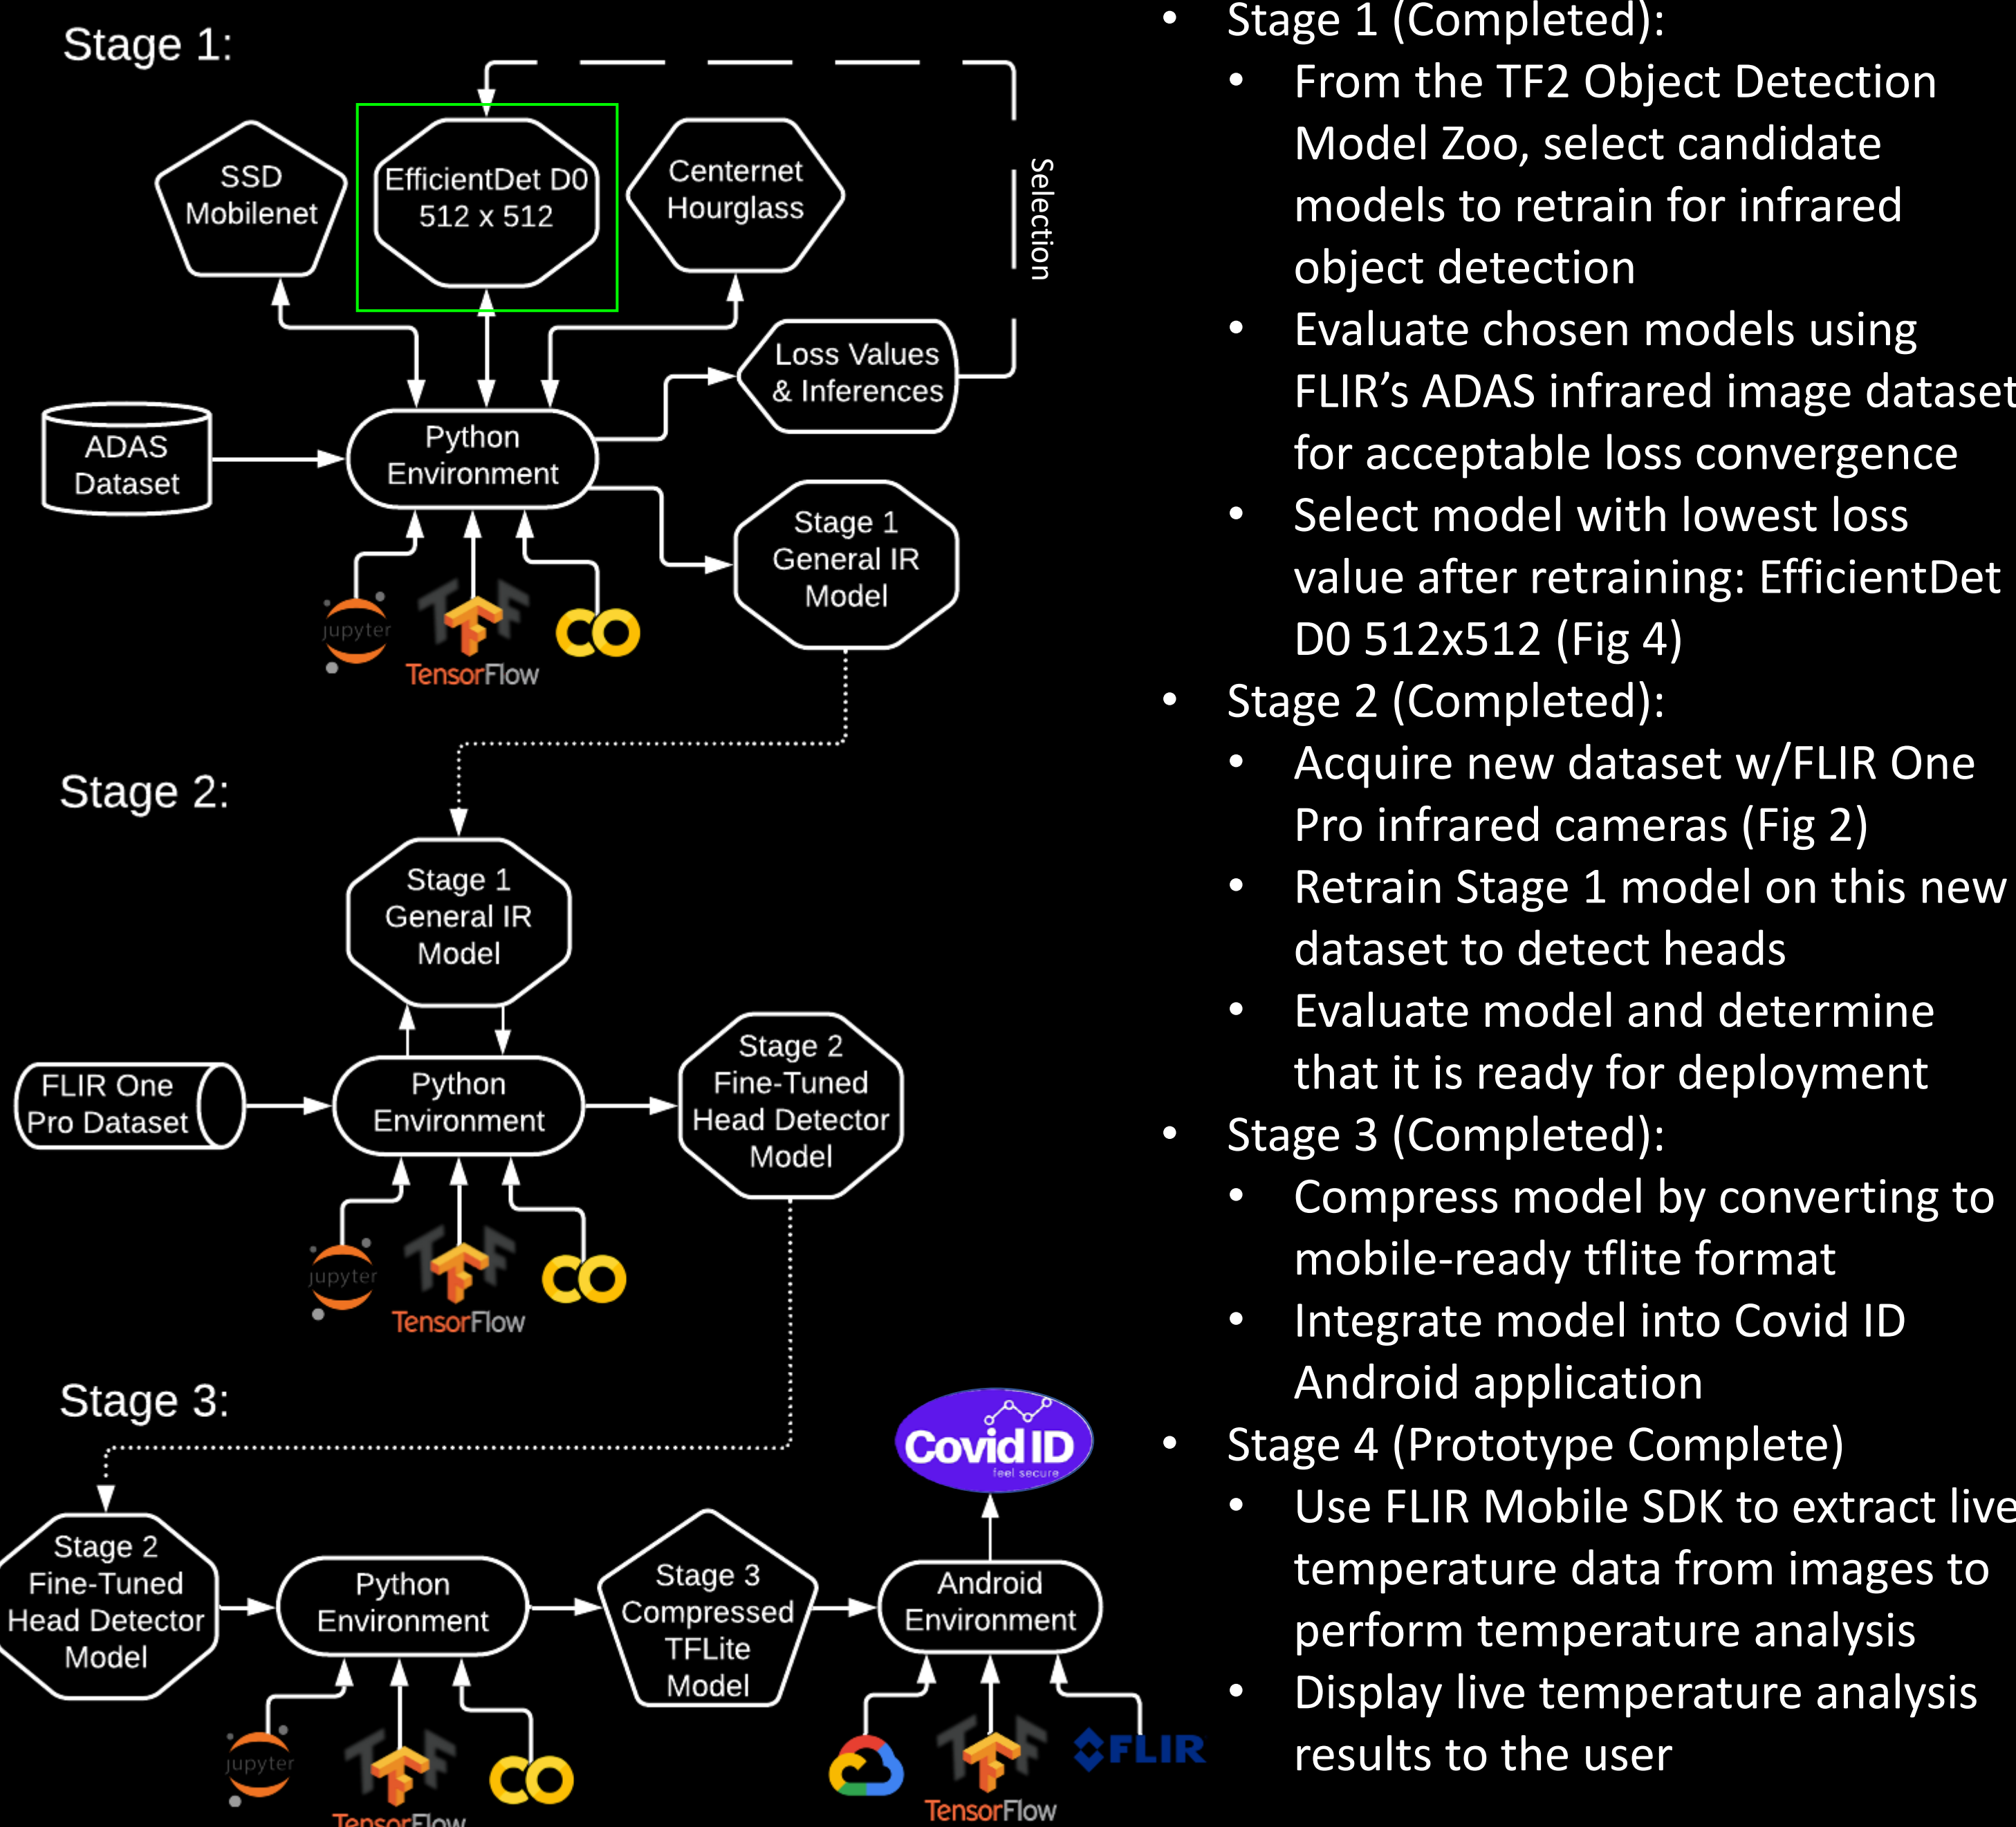 Stage 1:
SSD
Mobilenet
EfficientDet D0
512 x 512
Centernet
Hourglass
Selection
Loss Values
& Inferences
ADAS
Dataset
Python
Environment
Stage 1
General IR
Model
jupyter
TensorFlow
CO
Stage 2:
Stage 1
General IR
Model
FLIR One
Pro Dataset
Python
Environment
Stage 2
Fine-Tuned
Head Detector
Model
jupyter
TensorFlow
CO
Stage 3:
Covid ID
feel secure
Stage 2
Fine-Tuned
Head Detector
Model
Python
Environment
Stage 3
Compressed
TFLite
Model
Android
Environment
jupyter
TensorFlow
CO
TensorFlow
FLIR
• Stage 1 (Completed):
• From the TF2 Object Detection
Model Zoo, select candidate
models to retrain for infrared
object detection
• Evaluate chosen models using
FLIR’s ADAS infrared image dataset
for acceptable loss convergence
• Select model with lowest loss
value after retraining: EfficientDet
D0 512x512 (Fig 4)
• Stage 2 (Completed):
• Acquire new dataset w/FLIR One
Pro infrared cameras (Fig 2)
• Retrain Stage 1 model on this new
dataset to detect heads
• Evaluate model and determine
that it is ready for deployment
• Stage 3 (Completed):
• Compress model by converting to
mobile-ready tflite format
• Integrate model into Covid ID
Android application
• Stage 4 (Prototype Complete)
• Use FLIR Mobile SDK to extract live
temperature data from images to
perform temperature analysis
• Display live temperature analysis
results to the user